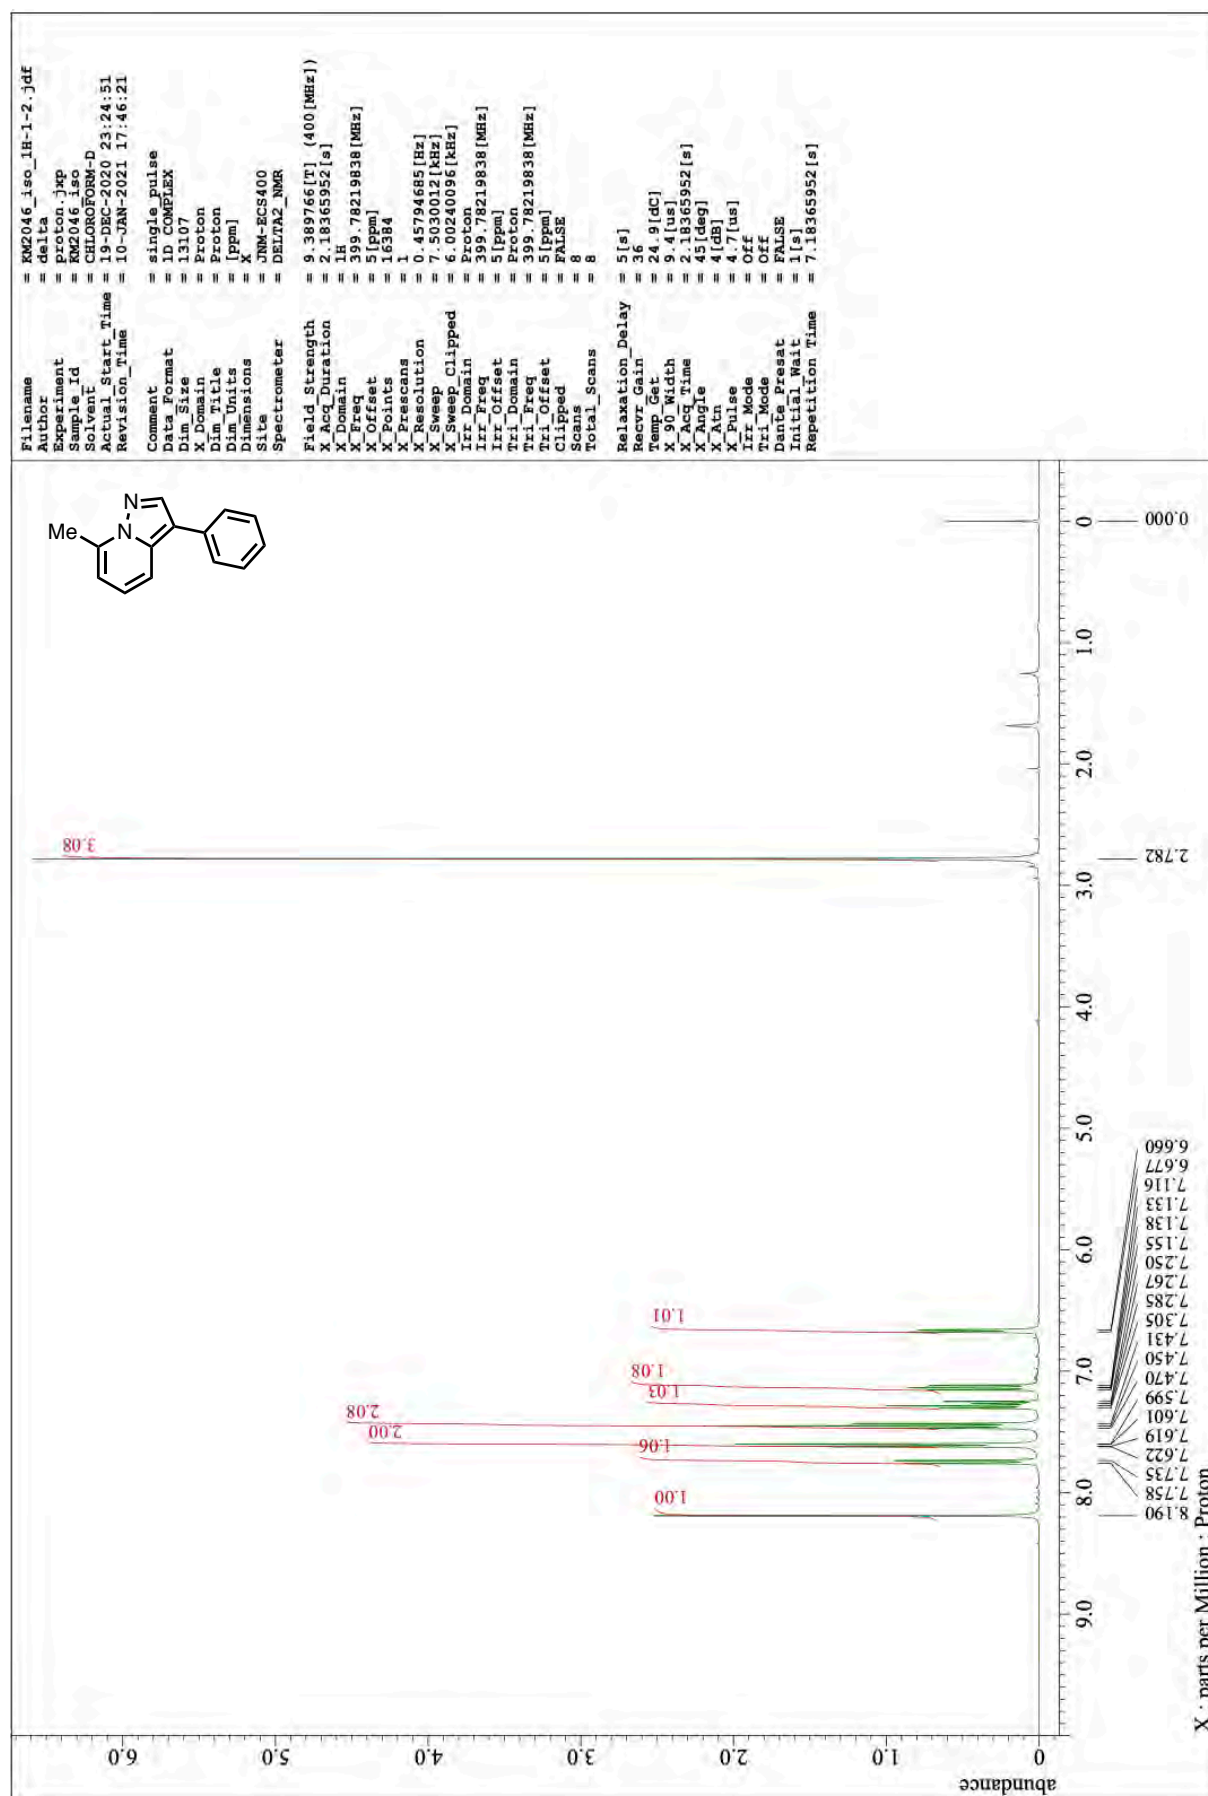 Filename = KM2046_iso_1H-1-2.jdf
Author = delta
Experiment = proton.jxp
Sample_Id = KM2046_iso
Solvent = CHLOROFORM-D
Actual_Start_Time = 19-DEC-2020 23:24:51
Revision_Time = 10-JAN-2021 17:46:21
Comment = single_pulse
Data_Format = 1D COMPLEX
Dim_Size = 13107
X_Domain = Proton
Dim_Title = Proton
Dim_Units = [ppm]
Dimensions = X
Site = JNM-ECS400
Spectrometer = DELTA2_NMR
Field_Strength = 9.389766[T] (400[MHz])
X_Acq_Duration = 2.18365952[s]
X_Domain = 1H
X_Freq = 399.78219838[MHz]
X_Offset = 5[ppm]
X_Points = 16384
X_Prescans = 1
X_Resolution = 0.45794685[Hz]
X_Sweep = 7.5030012[kHz]
X_Sweep_Clipped = 6.00240096[kHz]
Irr_Domain = Proton
Irr_Freq = 399.78219838[MHz]
Irr_Offset = 5[ppm]
Tri_Domain = Proton
Tri_Freq = 399.78219838[MHz]
Tri_Offset = 5[ppm]
Clipped = FALSE
Scans = 8
Total_Scans = 8
Relaxation_Delay = 5[s]
Recvr_Gain = 36
Temp_Get = 24.9[dC]
X_90_Width = 9.4[us]
X_Acq_Time = 2.18365952[s]
X_Angle = 45[deg]
X_Atn = 4[dB]
X_Pulse = 4.7[us]
Irr_Mode = Off
Tri_Mode = Off
Dante_Presat = FALSE
Initial_Wait = 1[s]
Repetition_Time = 7.18365952[s]
Me
N
N
3.08
1.01
1.08
1.03
2.08
2.00
1.06
1.00
abundance
0
1.0
2.0
3.0
4.0
5.0
6.0
9.0
8.0
7.0
6.0
5.0
4.0
3.0
2.0
1.0
0
8.190
7.758
7.735
7.622
7.619
7.601
7.599
7.470
7.450
7.431
7.305
7.285
7.267
7.250
7.155
7.138
7.133
7.116
6.677
6.660
2.782
0.000
X : parts per Million : Proton